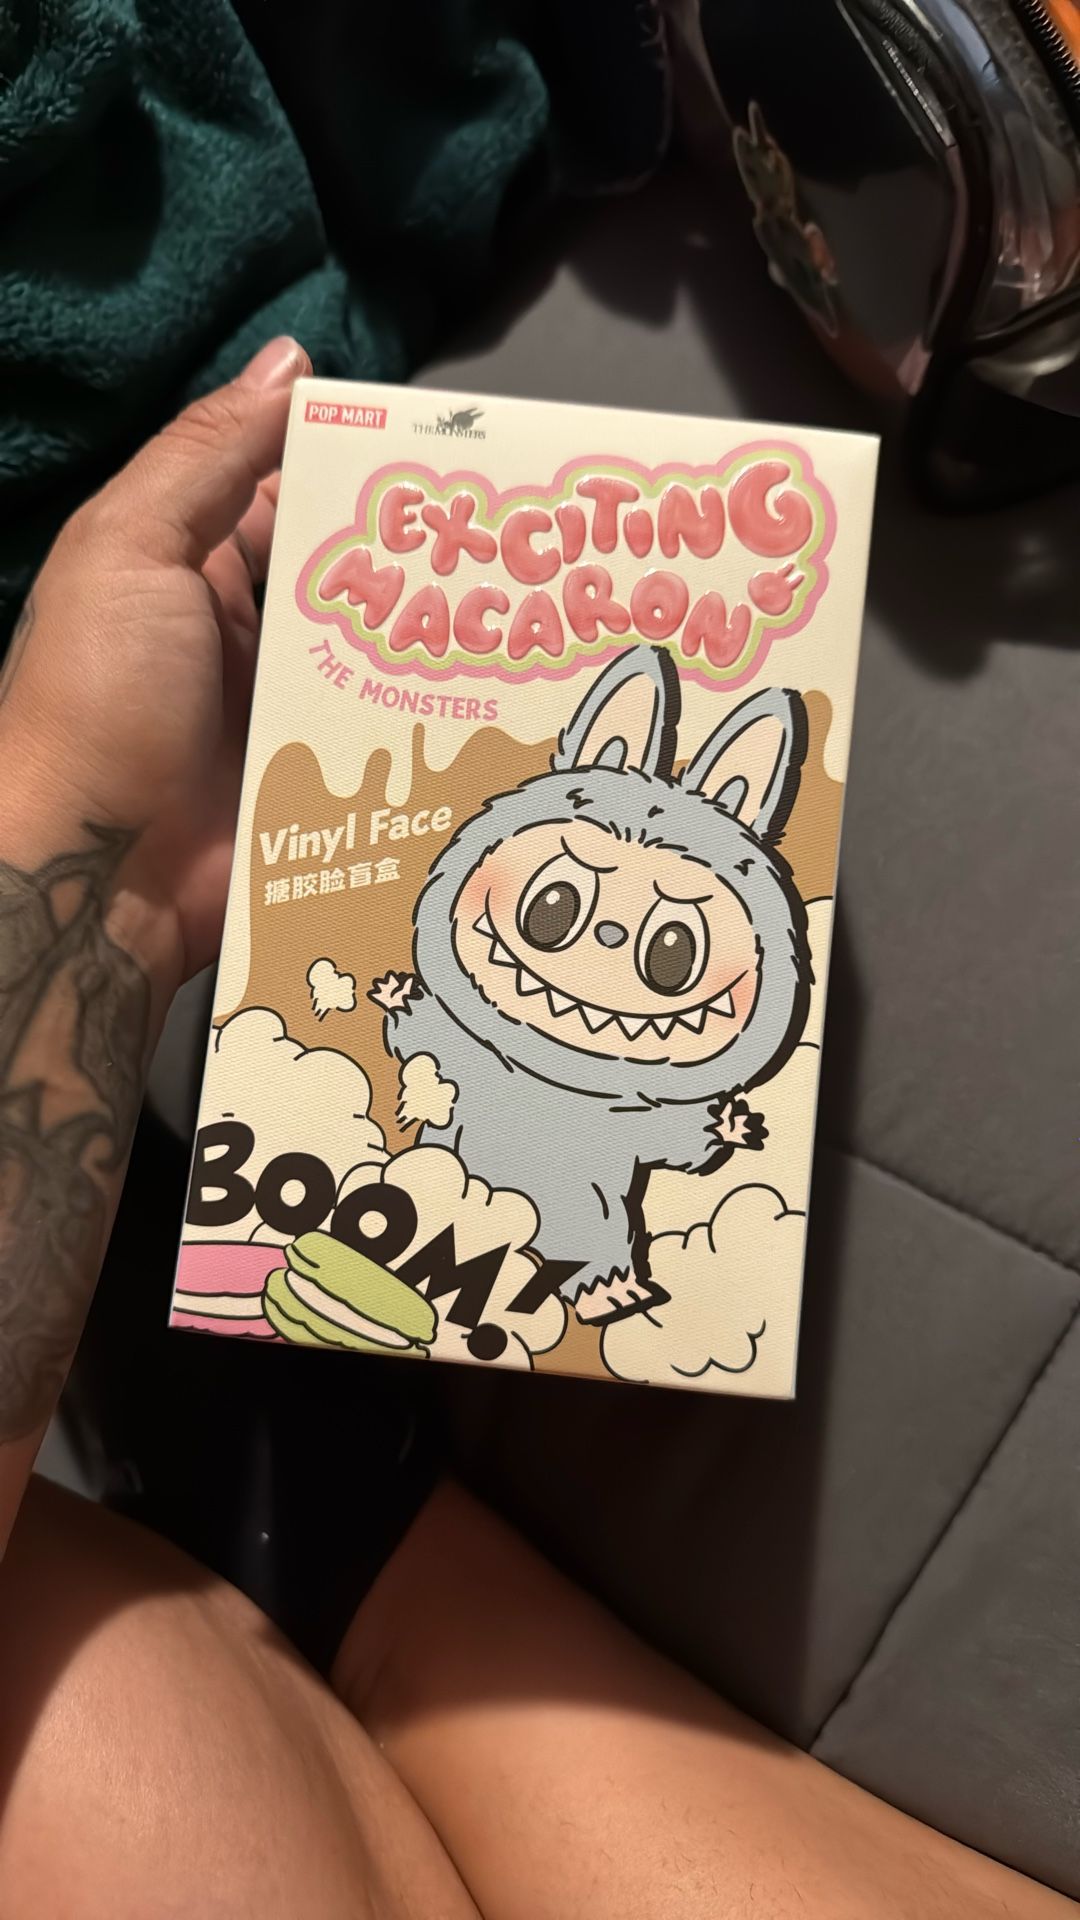 POP MART
THE MONSTERS
EXCITING
MACARON
THE MONSTERS
Vinyl Face
搪胶脸盲盒
BOOM!